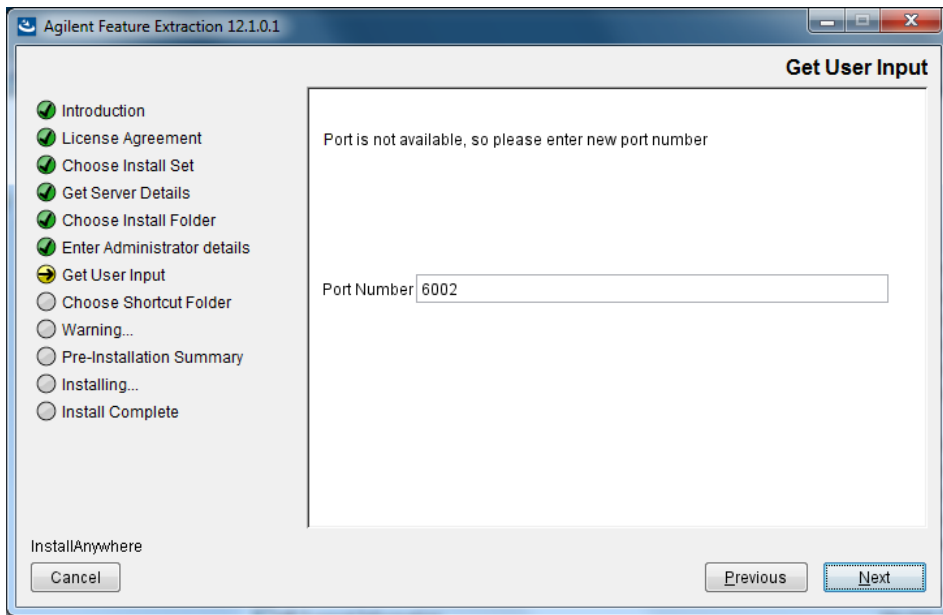 Agilent Feature Extraction 12.1.0.1
Get User Input
Introduction
License Agreement
Choose Install Set
Get Server Details
Choose Install Folder
Enter Administrator details
Get User Input
Choose Shortcut Folder
Warning...
Pre-Installation Summary
Installing...
Install Complete
Port is not available, so please enter new port number
Port Number 6002
InstallAnywhere
Cancel
Previous
Next